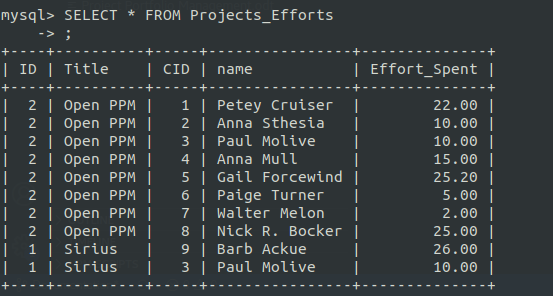 mysql> SELECT * FROM Projects_Efforts
    -> ;
+----+----------+-----+----------------+--------------+
| ID | Title    | CID | name           | Effort_Spent |
+----+----------+-----+----------------+--------------+
|  2 | Open PPM |   1 | Petey Cruiser  |        22.00 |
|  2 | Open PPM |   2 | Anna Sthesia   |        10.00 |
|  2 | Open PPM |   3 | Paul Molive    |        10.00 |
|  2 | Open PPM |   4 | Anna Mull      |        15.00 |
|  2 | Open PPM |   5 | Gail Forcewind |        25.20 |
|  2 | Open PPM |   6 | Paige Turner   |         5.00 |
|  2 | Open PPM |   7 | Walter Melon   |         2.00 |
|  2 | Open PPM |   8 | Nick R. Bocker |        25.00 |
|  1 | Sirius   |   9 | Barb Ackue     |        26.00 |
|  1 | Sirius   |   3 | Paul Molive    |        10.00 |
+----+----------+-----+----------------+--------------+